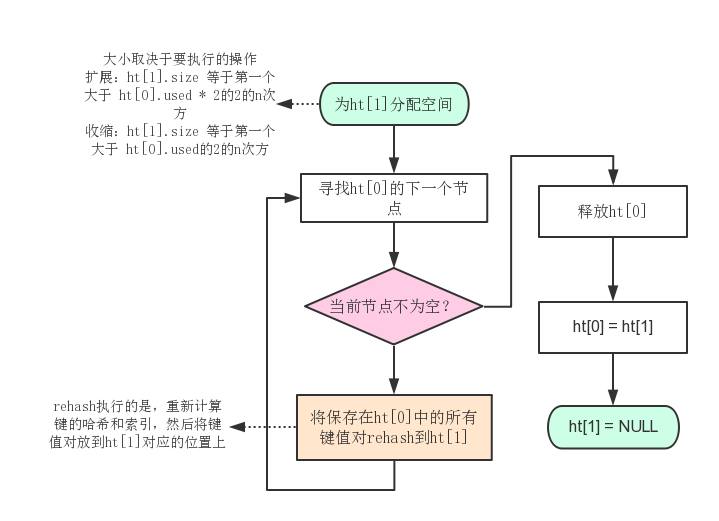 大小取决于要执行的操作
扩展：ht[1].size 等于第一个
大于 ht[0].used * 2的2的n次
方
收缩：ht[1].size 等于第一个
大于 ht[0].used的2的n次方
为ht[1]分配空间
寻找ht[0]的下一个节
点
当前节点不为空?
将保存在ht[0]中的所有
键值对rehash到ht[1]
rehash执行的是，重新计算
键的哈希和索引，然后将键
值对放到ht[1]对应的位置上
释放ht[0]
ht[0] = ht[1]
ht[1] = NULL